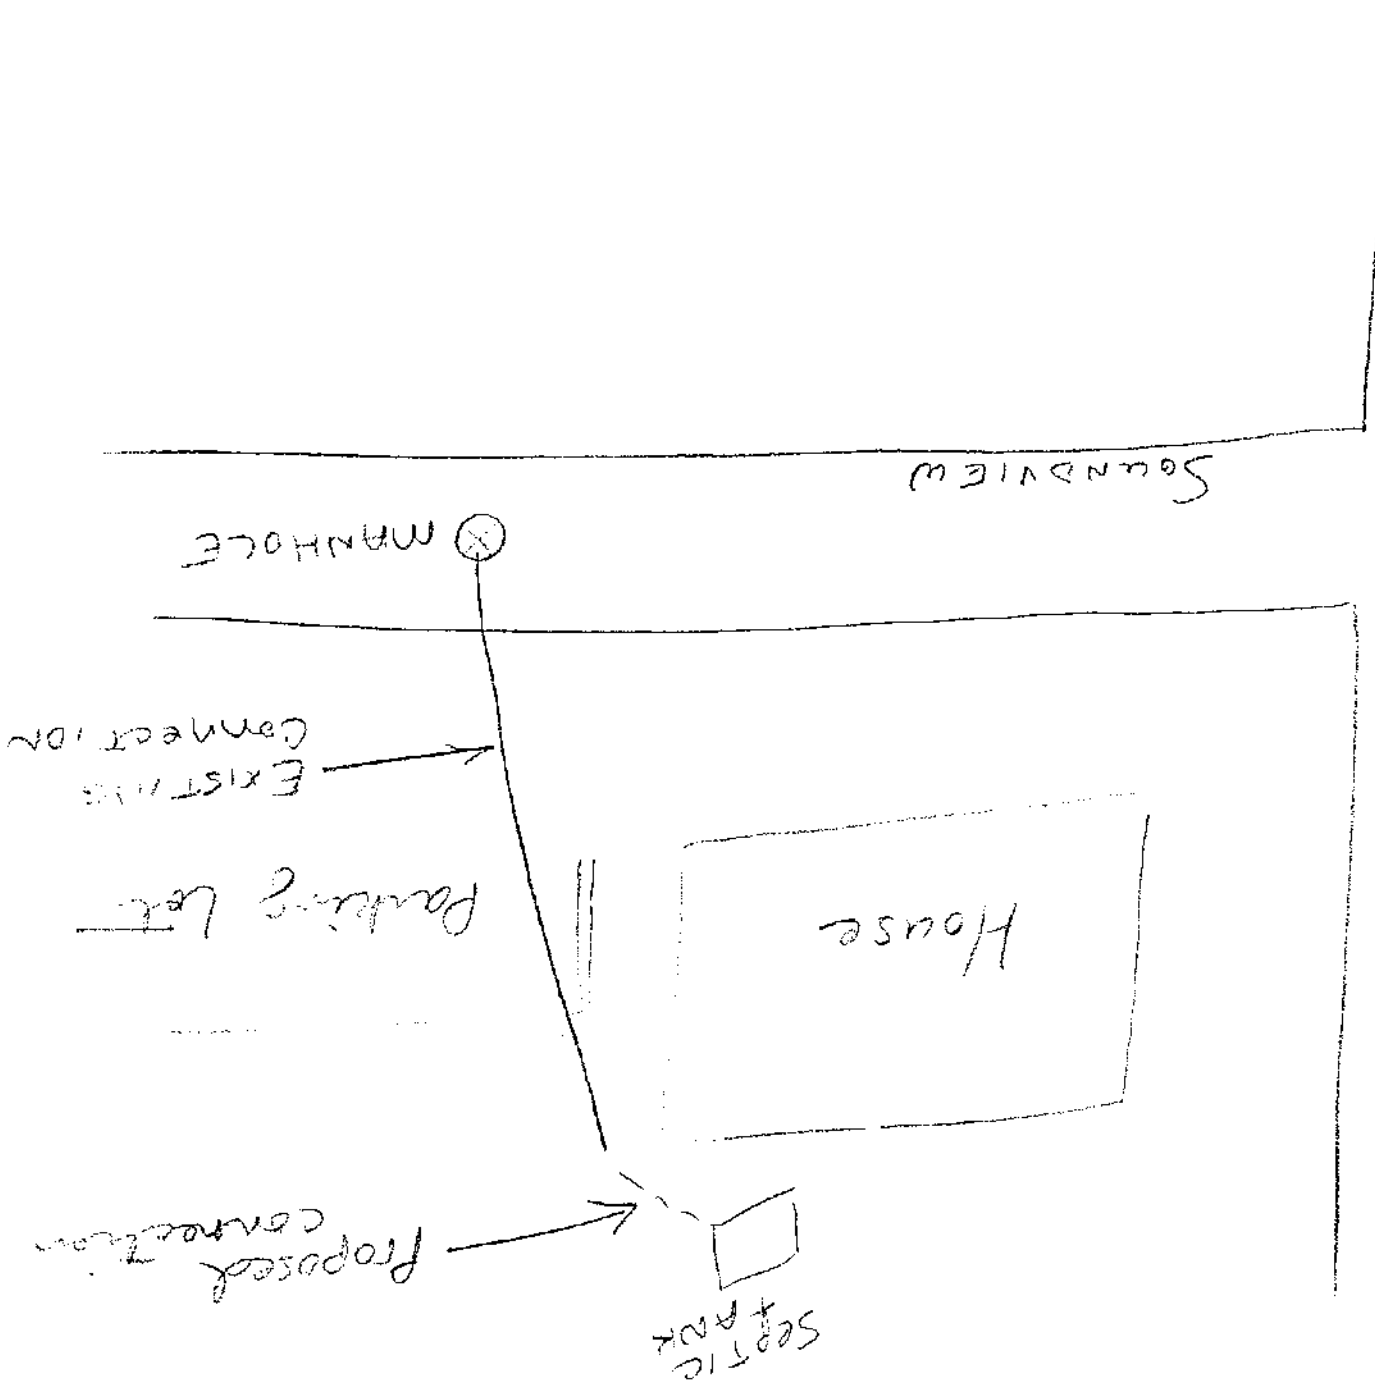 SEPTIC
TANK
Proposed
connection
House
Parking Lot
EXISTING
CONNECTION
MANHOLE
SOUNDVIEW